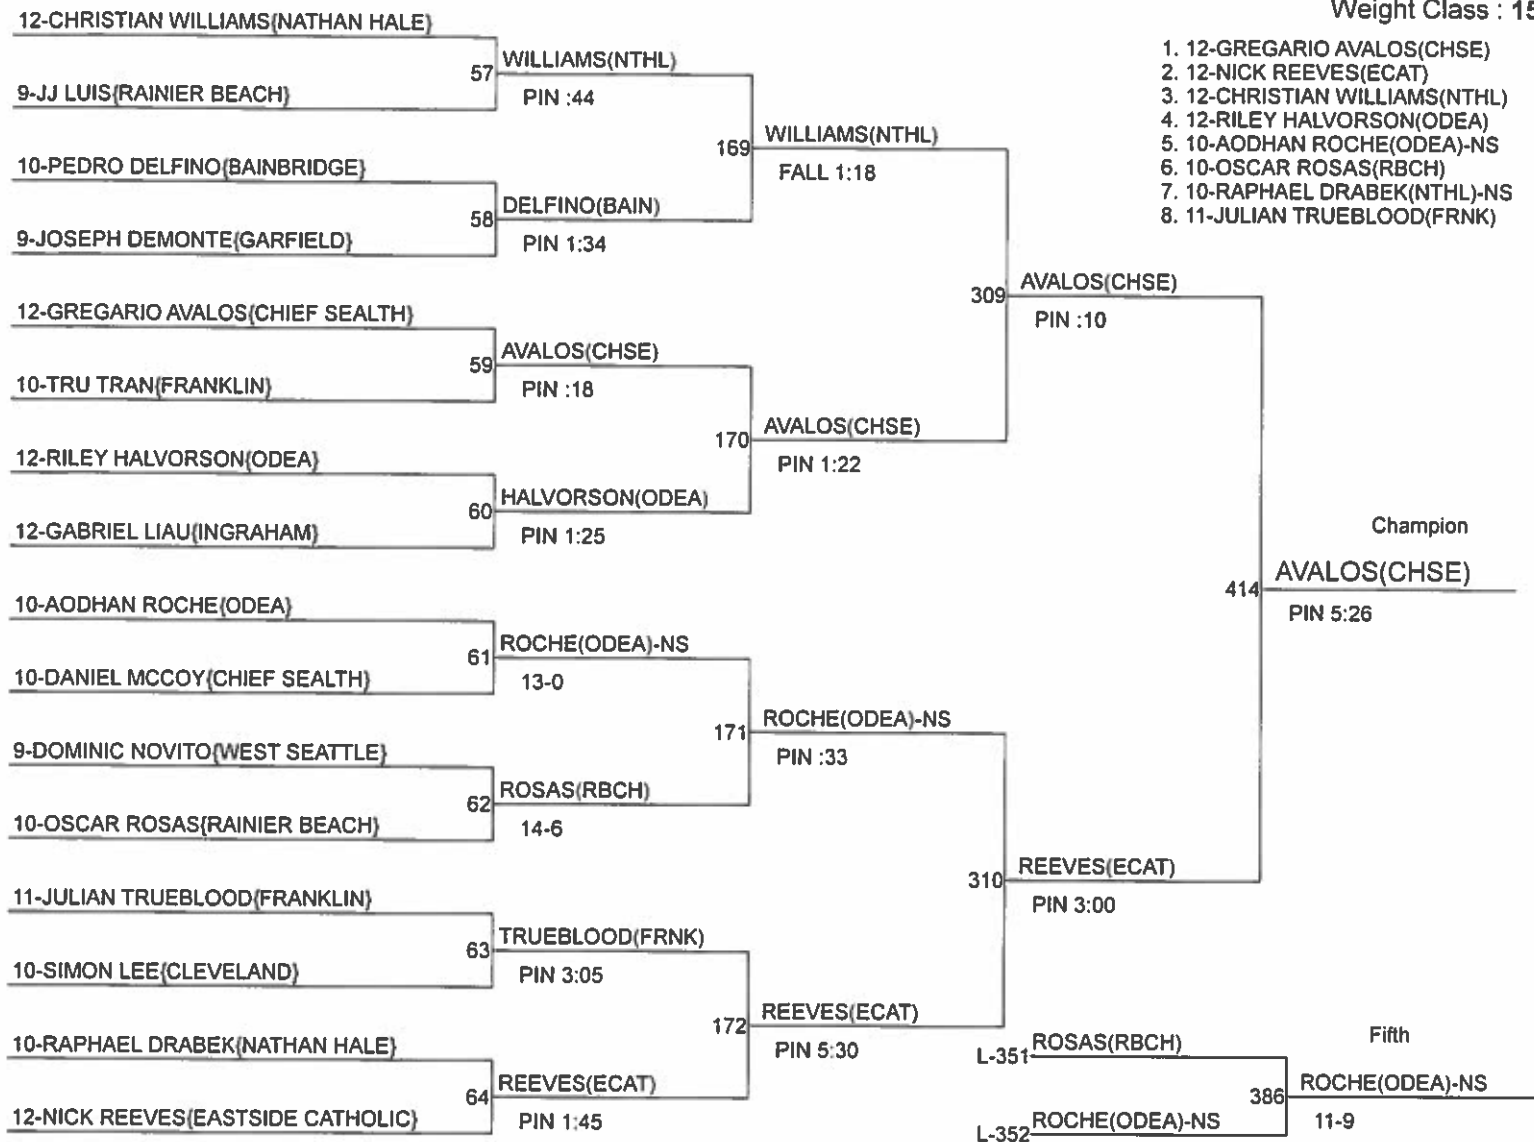 Weight Class : 15
1. 12-GREGARIO AVALOS(CHSE)
2. 12-NICK REEVES(ECAT)
3. 12-CHRISTIAN WILLIAMS(NTHL)
4. 12-RILEY HALVORSON(ODEA)
5. 10-AODHAN ROCHE(ODEA)-NS
6. 10-OSCAR ROSAS(RBCH)
7. 10-RAPHAEL DRABEK(NTHL)-NS
8. 11-JULIAN TRUEBLOOD(FRNK)
12-CHRISTIAN WILLIAMS{NATHAN HALE}
9-JJ LUIS{RAINIER BEACH}
10-PEDRO DELFINO{BAINBRIDGE}
9-JOSEPH DEMONTE{GARFIELD}
12-GREGARIO AVALOS{CHIEF SEALTH}
10-TRU TRAN{FRANKLIN}
12-RILEY HALVORSON{ODEA}
12-GABRIEL LIAU{INGRAHAM}
10-AODHAN ROCHE{ODEA}
10-DANIEL MCCOY{CHIEF SEALTH}
9-DOMINIC NOVITO{WEST SEATTLE}
10-OSCAR ROSAS{RAINIER BEACH}
11-JULIAN TRUEBLOOD{FRANKLIN}
10-SIMON LEE{CLEVELAND}
10-RAPHAEL DRABEK{NATHAN HALE}
12-NICK REEVES{EASTSIDE CATHOLIC}
57 WILLIAMS(NTHL)
PIN :44
58 DELFINO(BAIN)
PIN 1:34
59 AVALOS(CHSE)
PIN :18
60 HALVORSON(ODEA)
PIN 1:25
61 ROCHE(ODEA)-NS
13-0
62 ROSAS(RBCH)
14-6
63 TRUEBLOOD(FRNK)
PIN 3:05
64 REEVES(ECAT)
PIN 1:45
169 WILLIAMS(NTHL)
FALL 1:18
170 AVALOS(CHSE)
PIN 1:22
171 ROCHE(ODEA)-NS
PIN :33
172 REEVES(ECAT)
PIN 5:30
309 AVALOS(CHSE)
PIN :10
310 REEVES(ECAT)
PIN 3:00
Champion
414 AVALOS(CHSE)
PIN 5:26
Fifth
L-351 ROSAS(RBCH)
L-352 ROCHE(ODEA)-NS
386 ROCHE(ODEA)-NS
11-9